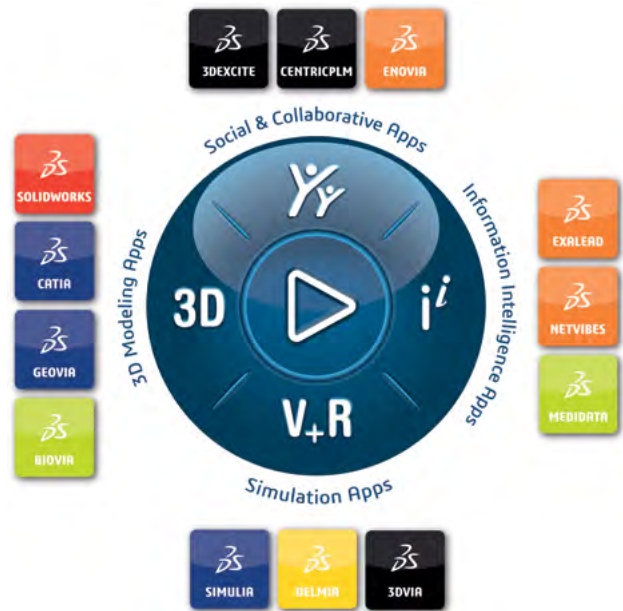 3DEXCITE
CENTRICPLM
ENOVIA
Social & Collaborative Apps
SOLIDWORKS
CATIA
GEOVIA
BIOVIA
3D Modeling Apps
3D
i i
V+R
Information Intelligence Apps
EXALEAD
NETVIBES
MEDIDATA
Simulation Apps
SIMULIA
DELMIA
3DVIA